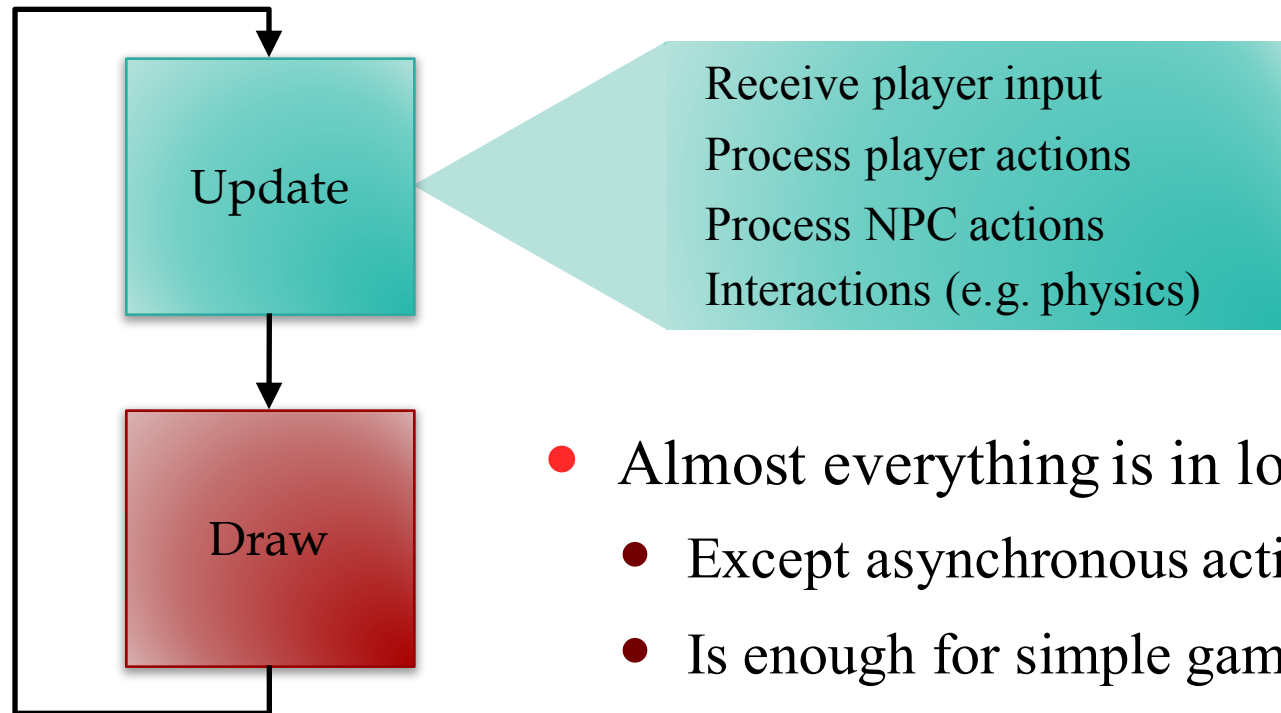 Update
Receive player input
Process player actions
Process NPC actions
Interactions (e.g. physics)
Draw
Almost everything is in
Except asynchronous
Is enough for simple